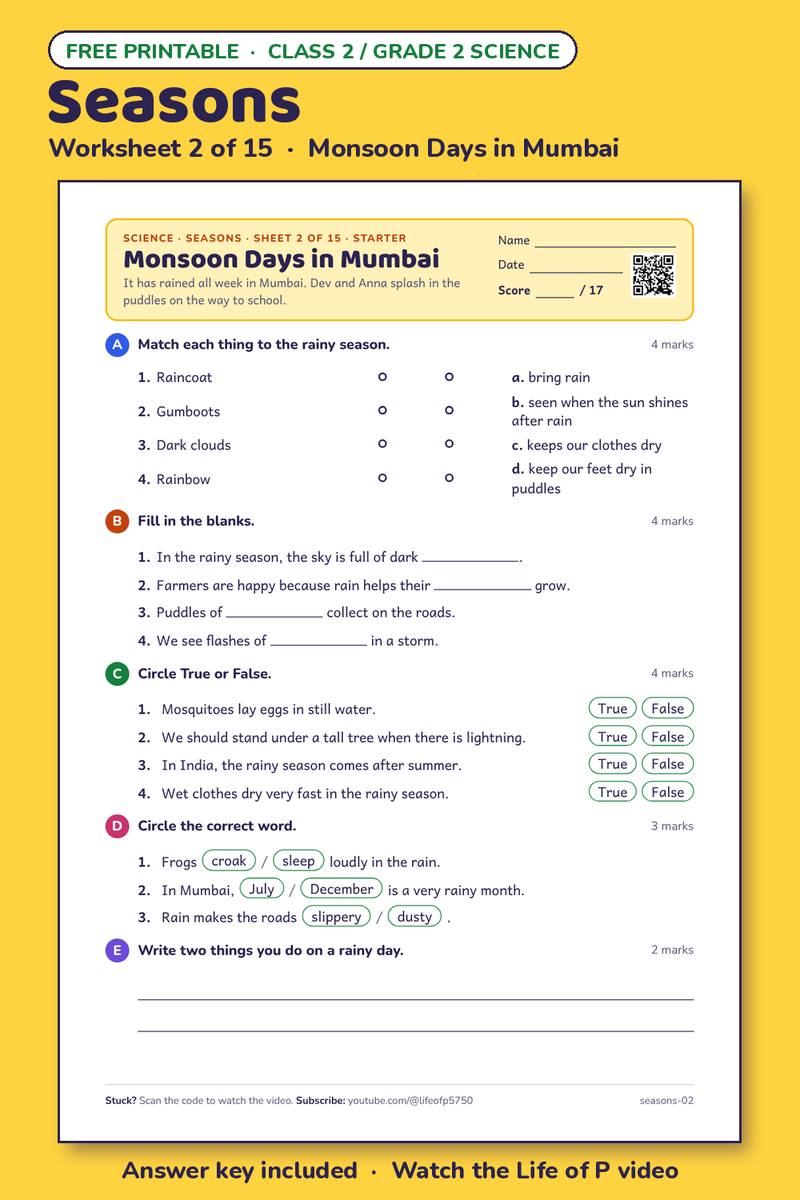 FREE PRINTABLE · CLASS 2 / GRADE 2 SCIENCE
Seasons
Worksheet 2 of 15 · Monsoon Days in Mumbai
SCIENCE · SEASONS · SHEET 2 OF 15 · STARTER
Monsoon Days in Mumbai
It has rained all week in Mumbai. Dev and Anna splash in the
puddles on the way to school.
Name ____________
Date ____________
Score ______ / 17
A Match each thing to the rainy season. 4 marks
1. Raincoat a. bring rain
2. Gumboots b. seen when the sun shines
after rain
3. Dark clouds c. keeps our clothes dry
4. Rainbow d. keep our feet dry in
puddles
B Fill in the blanks. 4 marks
1. In the rainy season, the sky is full of dark ____________.
2. Farmers are happy because rain helps their ____________ grow.
3. Puddles of ____________ collect on the roads.
4. We see flashes of ____________ in a storm.
C Circle True or False. 4 marks
1. Mosquitoes lay eggs in still water. True False
2. We should stand under a tall tree when there is lightning. True False
3. In India, the rainy season comes after summer. True False
4. Wet clothes dry very fast in the rainy season. True False
D Circle the correct word. 3 marks
1. Frogs croak / sleep loudly in the rain.
2. In Mumbai, July / December is a very rainy month.
3. Rain makes the roads slippery / dusty .
E Write two things you do on a rainy day. 2 marks
Stuck? Scan the code to watch the video. Subscribe: youtube.com/@lifeofp5750 seasons-02
Answer key included · Watch the Life of P video